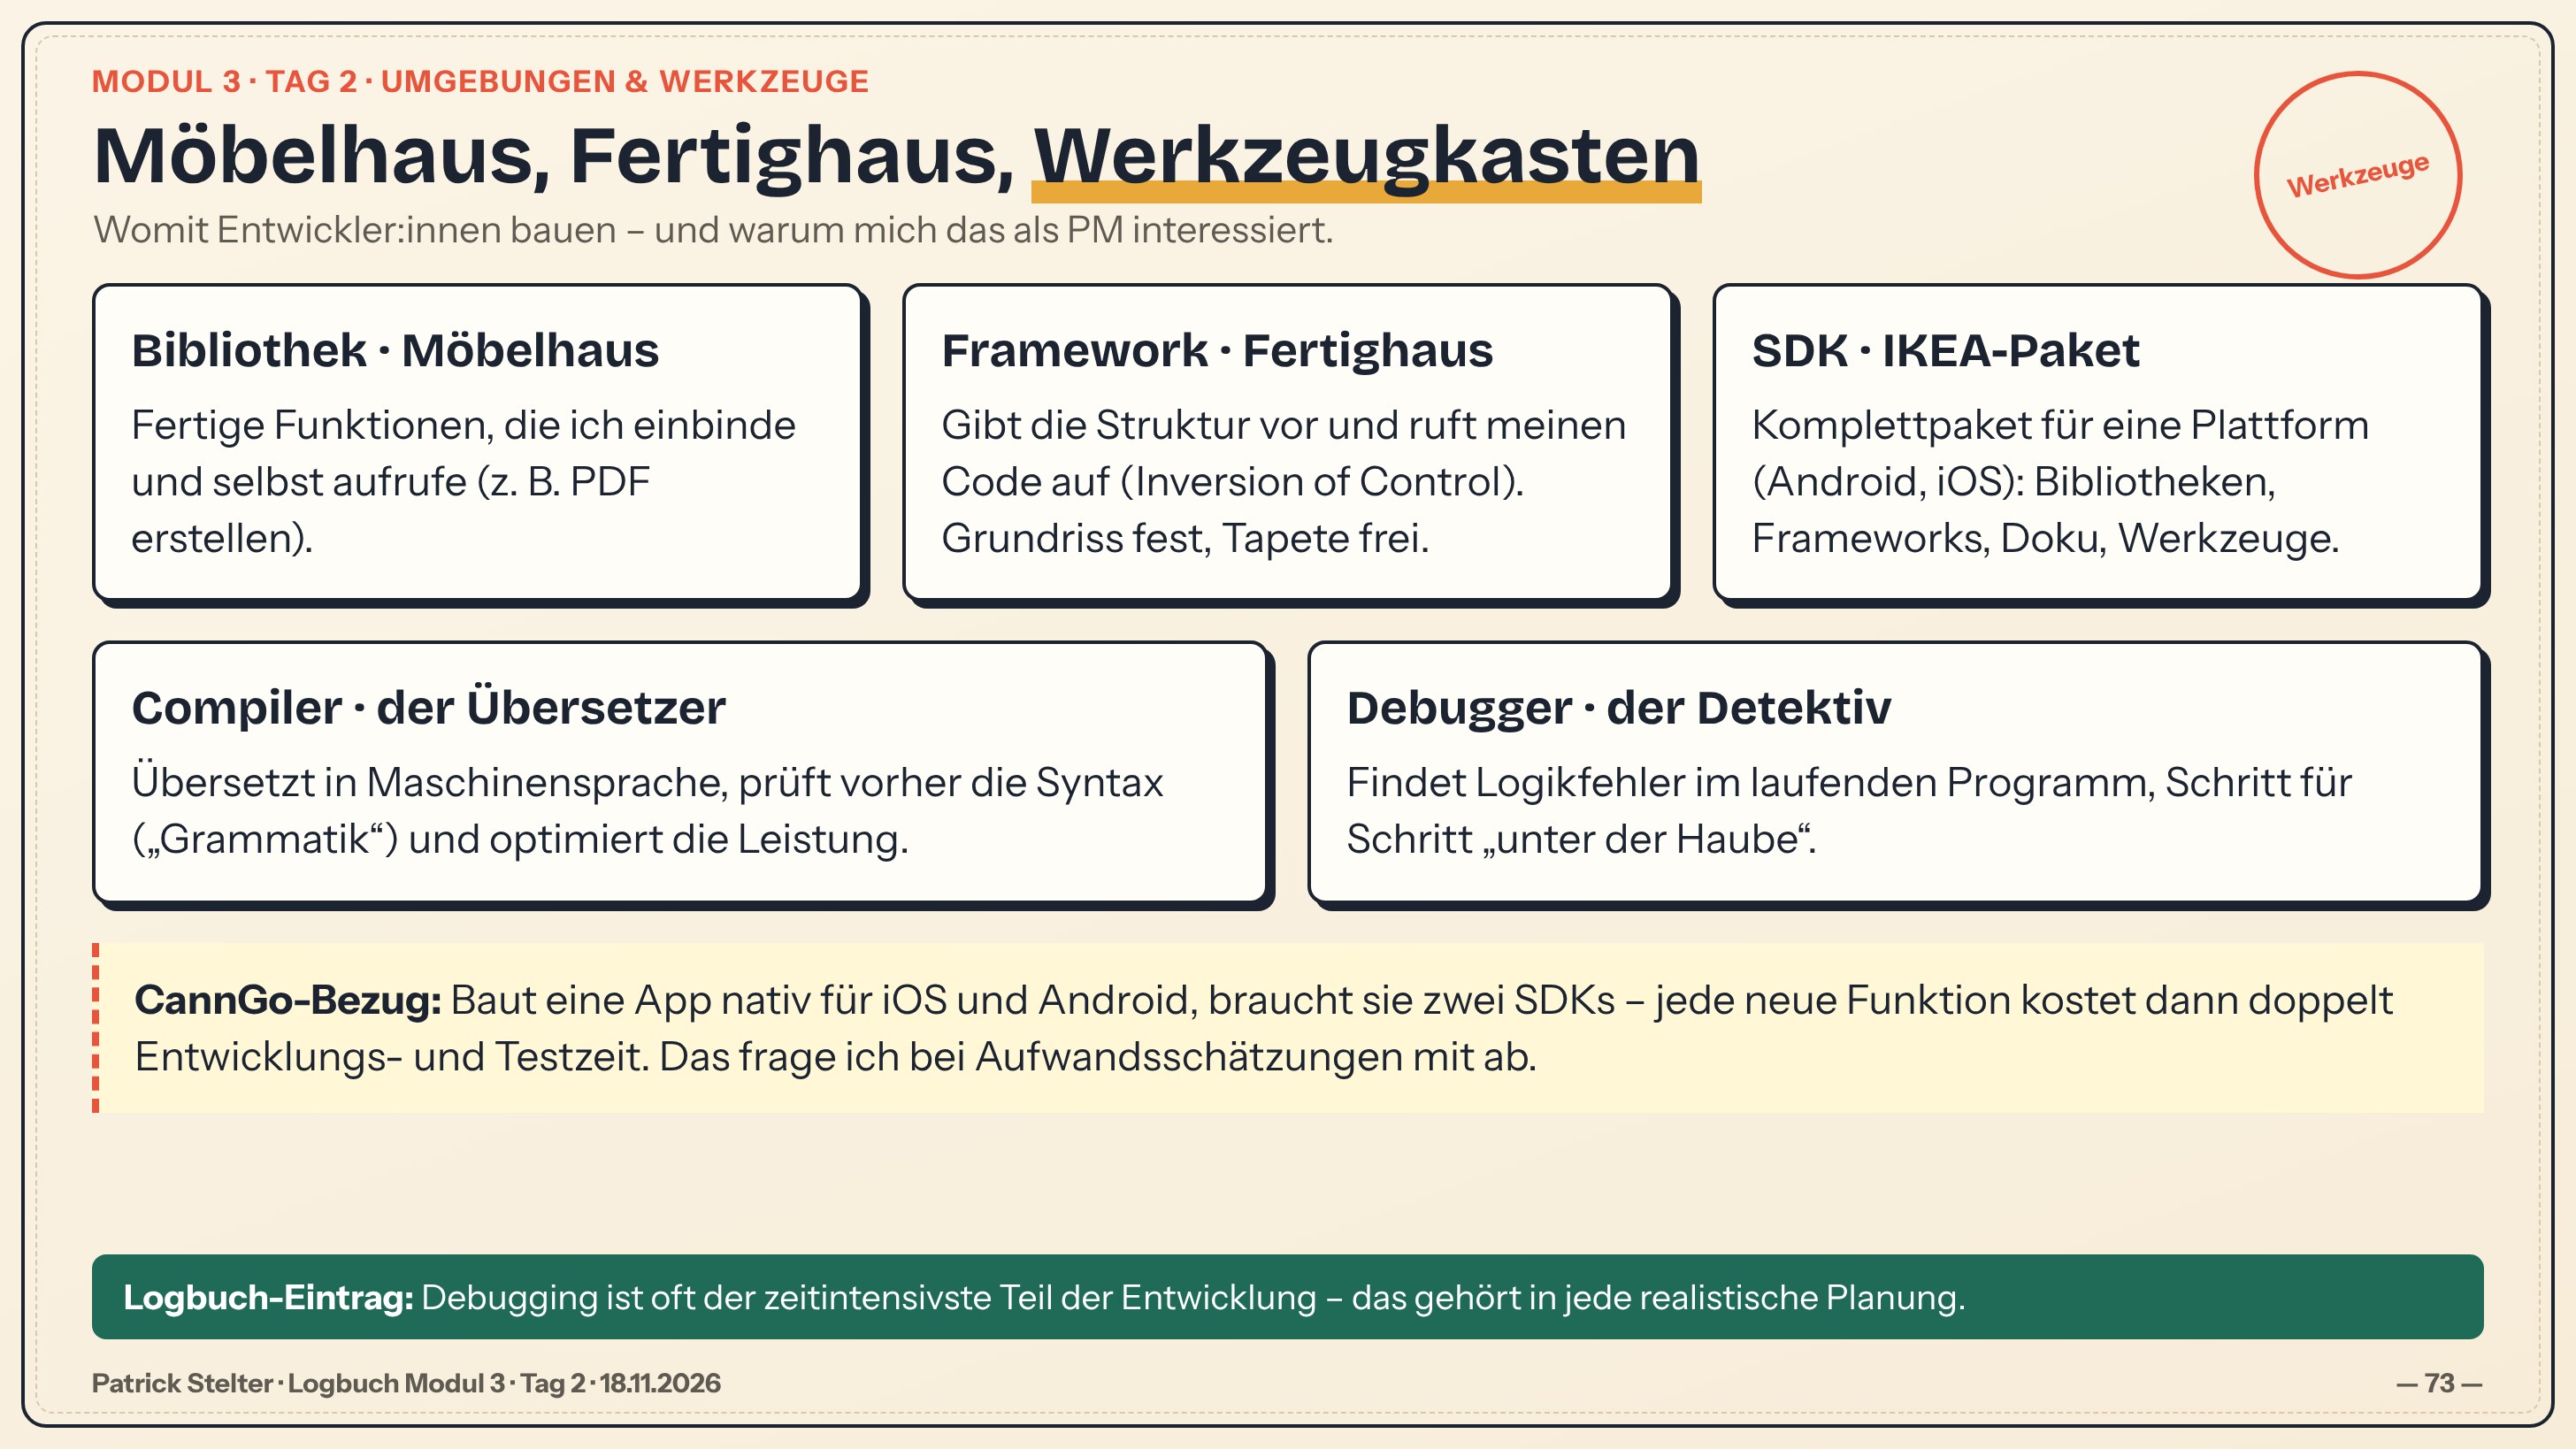 MODUL 3 · TAG 2 · UMGEBUNGEN & WERKZEUGE
Möbelhaus, Fertighaus, Werkzeugkasten
Womit Entwickler:innen bauen – und warum mich das als PM interessiert.
Werkzeuge
Bibliothek · Möbelhaus
Fertige Funktionen, die ich einbinde
und selbst aufrufe (z. B. PDF
erstellen).
Framework · Fertighaus
Gibt die Struktur vor und ruft meinen
Code auf (Inversion of Control).
Grundriss fest, Tapete frei.
SDK · IKEA-Paket
Komplettpaket für eine Plattform
(Android, iOS): Bibliotheken,
Frameworks, Doku, Werkzeuge.
Compiler · der Übersetzer
Übersetzt in Maschinensprache, prüft vorher die Syntax
(„Grammatik“) und optimiert die Leistung.
Debugger · der Detektiv
Findet Logikfehler im laufenden Programm, Schritt für
Schritt „unter der Haube“.
CannGo-Bezug: Baut eine App nativ für iOS und Android, braucht sie zwei SDKs – jede neue Funktion kostet dann doppelt
Entwicklungs- und Testzeit. Das frage ich bei Aufwandsschätzungen mit ab.
Logbuch-Eintrag: Debugging ist oft der zeitintensivste Teil der Entwicklung – das gehört in jede realistische Planung.
Patrick Stelter · Logbuch Modul 3 · Tag 2 · 18.11.2026
— 73 —